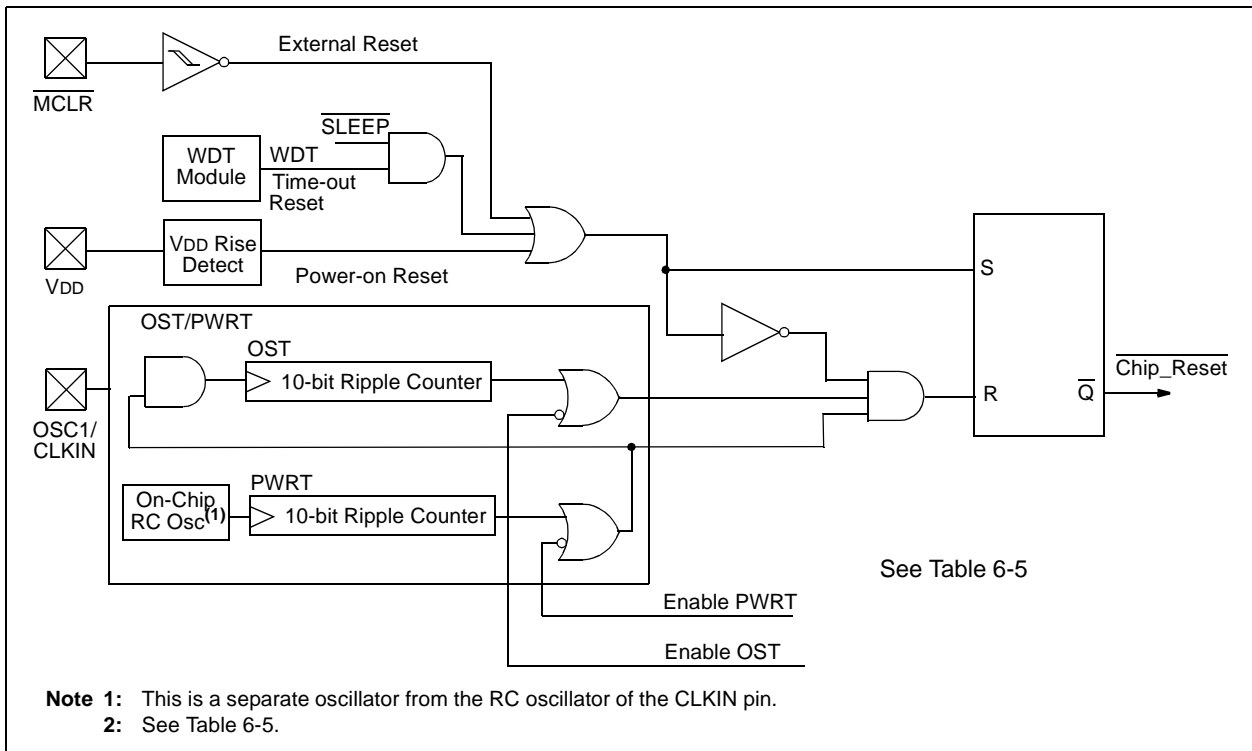 External Reset
MCLR
SLEEP
WDT
Module
WDT
Time-out
Reset
VDD
VDD Rise
Detect
Power-on Reset
S
OST/PWRT
OST
10-bit Ripple Counter
OSC1/
CLKIN
R
Q
Chip_Reset
PWRT
On-Chip
RC Osc(1)
10-bit Ripple Counter
See Table 6-5
Enable PWRT
Enable OST
Note 1: This is a separate oscillator from the RC oscillator of the CLKIN pin.
2: See Table 6-5.